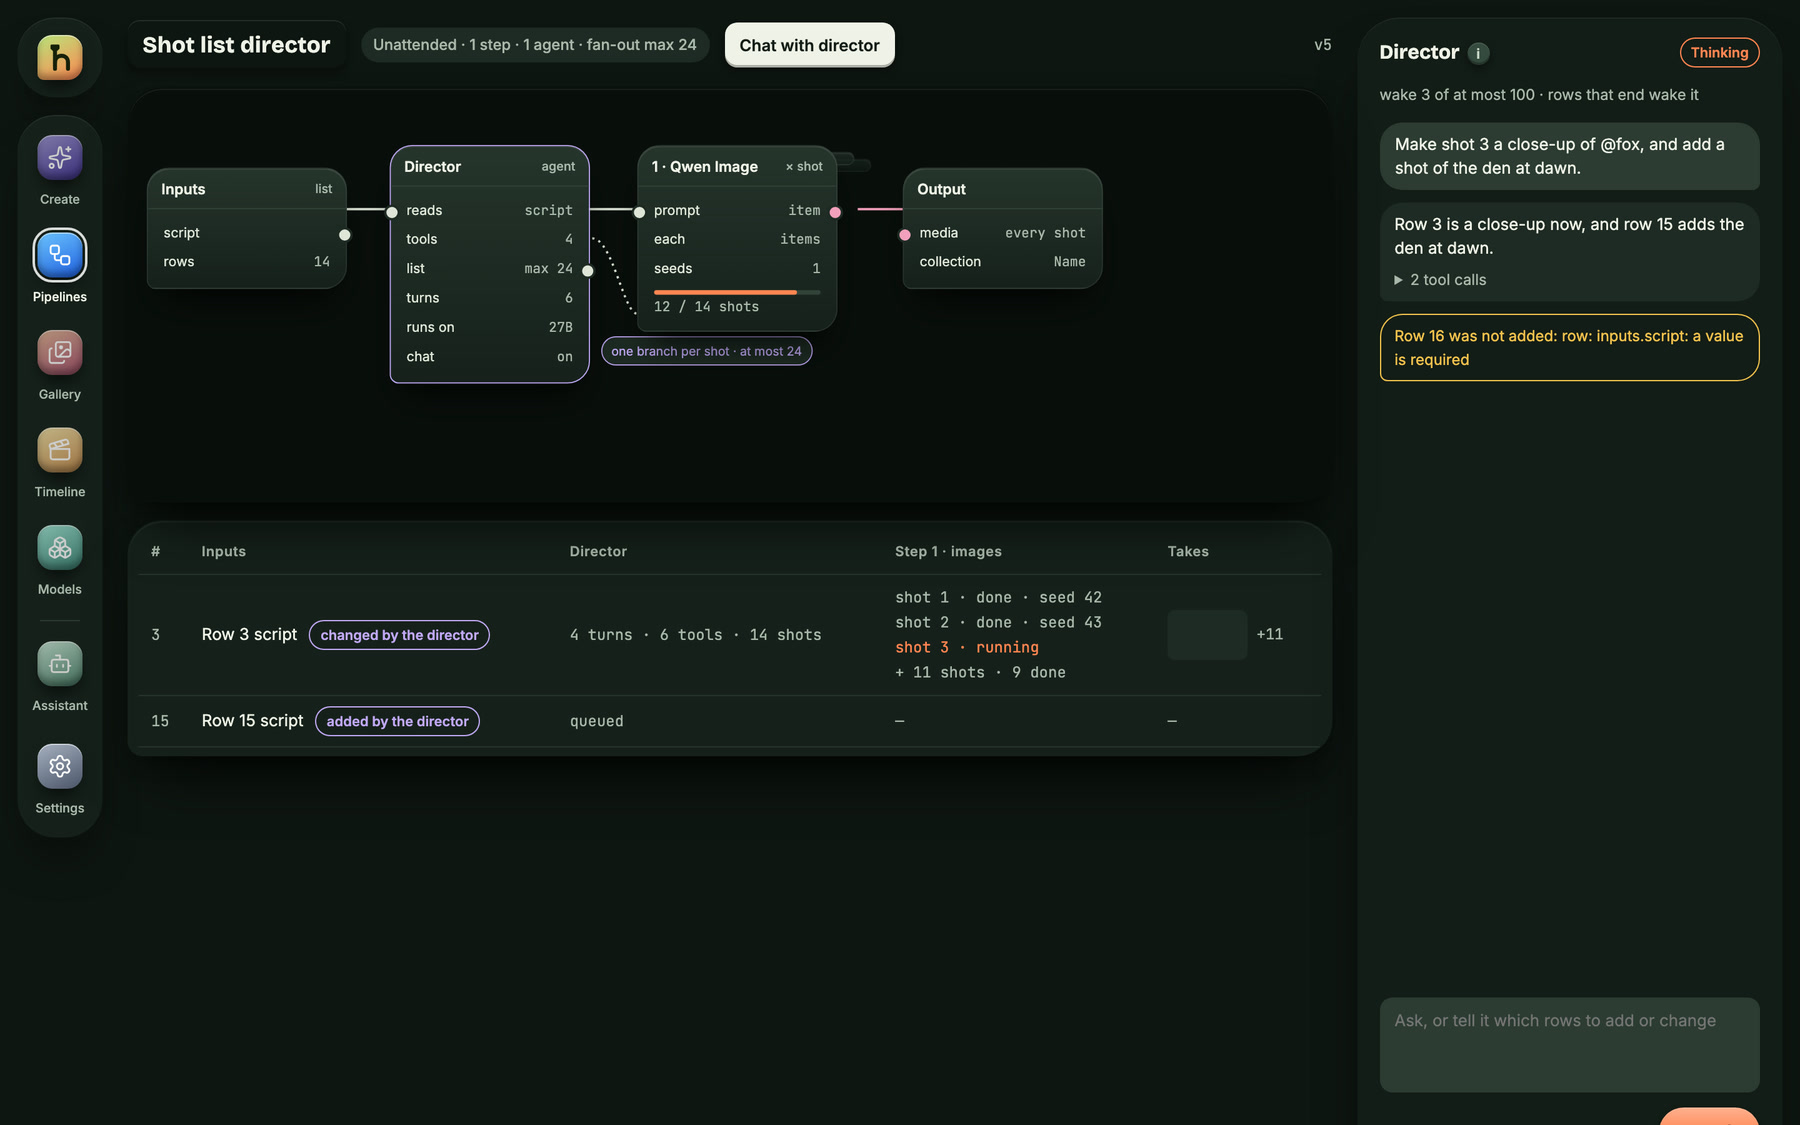 Shot list director
Unattended · 1 step · 1 agent · fan-out max 24
Chat with director
v5
Create
Pipelines
Gallery
Timeline
Models
Assistant
Settings
Inputs list
script
rows 14
Director agent
reads script
tools 4
list max 24
turns 6
runs on 27B
chat on
1 · Qwen Image × shot
prompt item
each items
seeds 1
12 / 14 shots
one branch per shot · at most 24
Output
media every shot
collection Name
# Inputs Director Step 1 · images Takes
3 Row 3 script changed by the director 4 turns · 6 tools · 14 shots
shot 1 · done · seed 42
shot 2 · done · seed 43
shot 3 · running
+ 11 shots · 9 done
+11
15 Row 15 script added by the director queued – –
Director i Thinking
wake 3 of at most 100 · rows that end wake it
Make shot 3 a close-up of @fox, and add a
shot of the den at dawn.
Row 3 is a close-up now, and row 15 adds the
den at dawn.
2 tool calls
Row 16 was not added: row: inputs.script: a value
is required
Ask, or tell it which rows to add or change